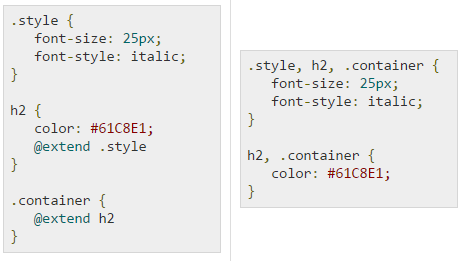 .style {
font-size: 25px;
font-style: italic;
}
h2 {
color: #61C8E1;
@extend .style
}
.container {
@extend h2
}
.style, h2, .container {
font-size: 25px;
font-style: italic;
}
h2, .container {
color: #61C8E1;
}